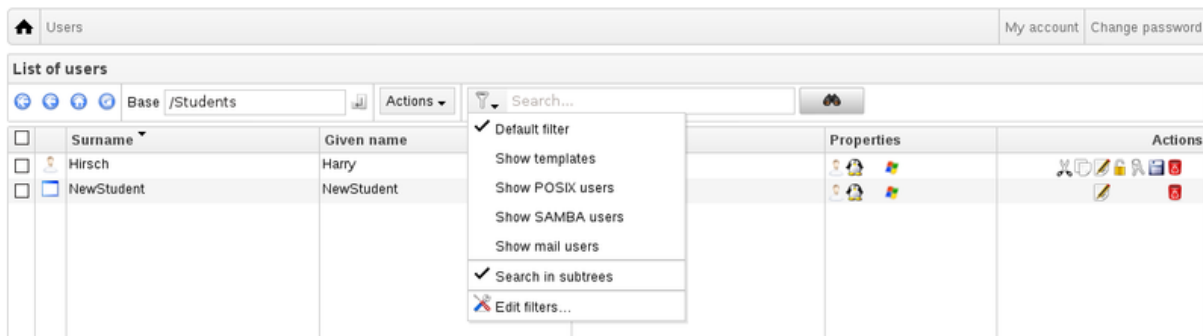 Users My account Change password
List of users
Base /Students Actions Search...
Surname Given name Properties Actions
Hirsch Harry
NewStudent NewStudent
Default filter
Show templates
Show POSIX users
Show SAMBA users
Show mail users
Search in subtrees
Edit filters...